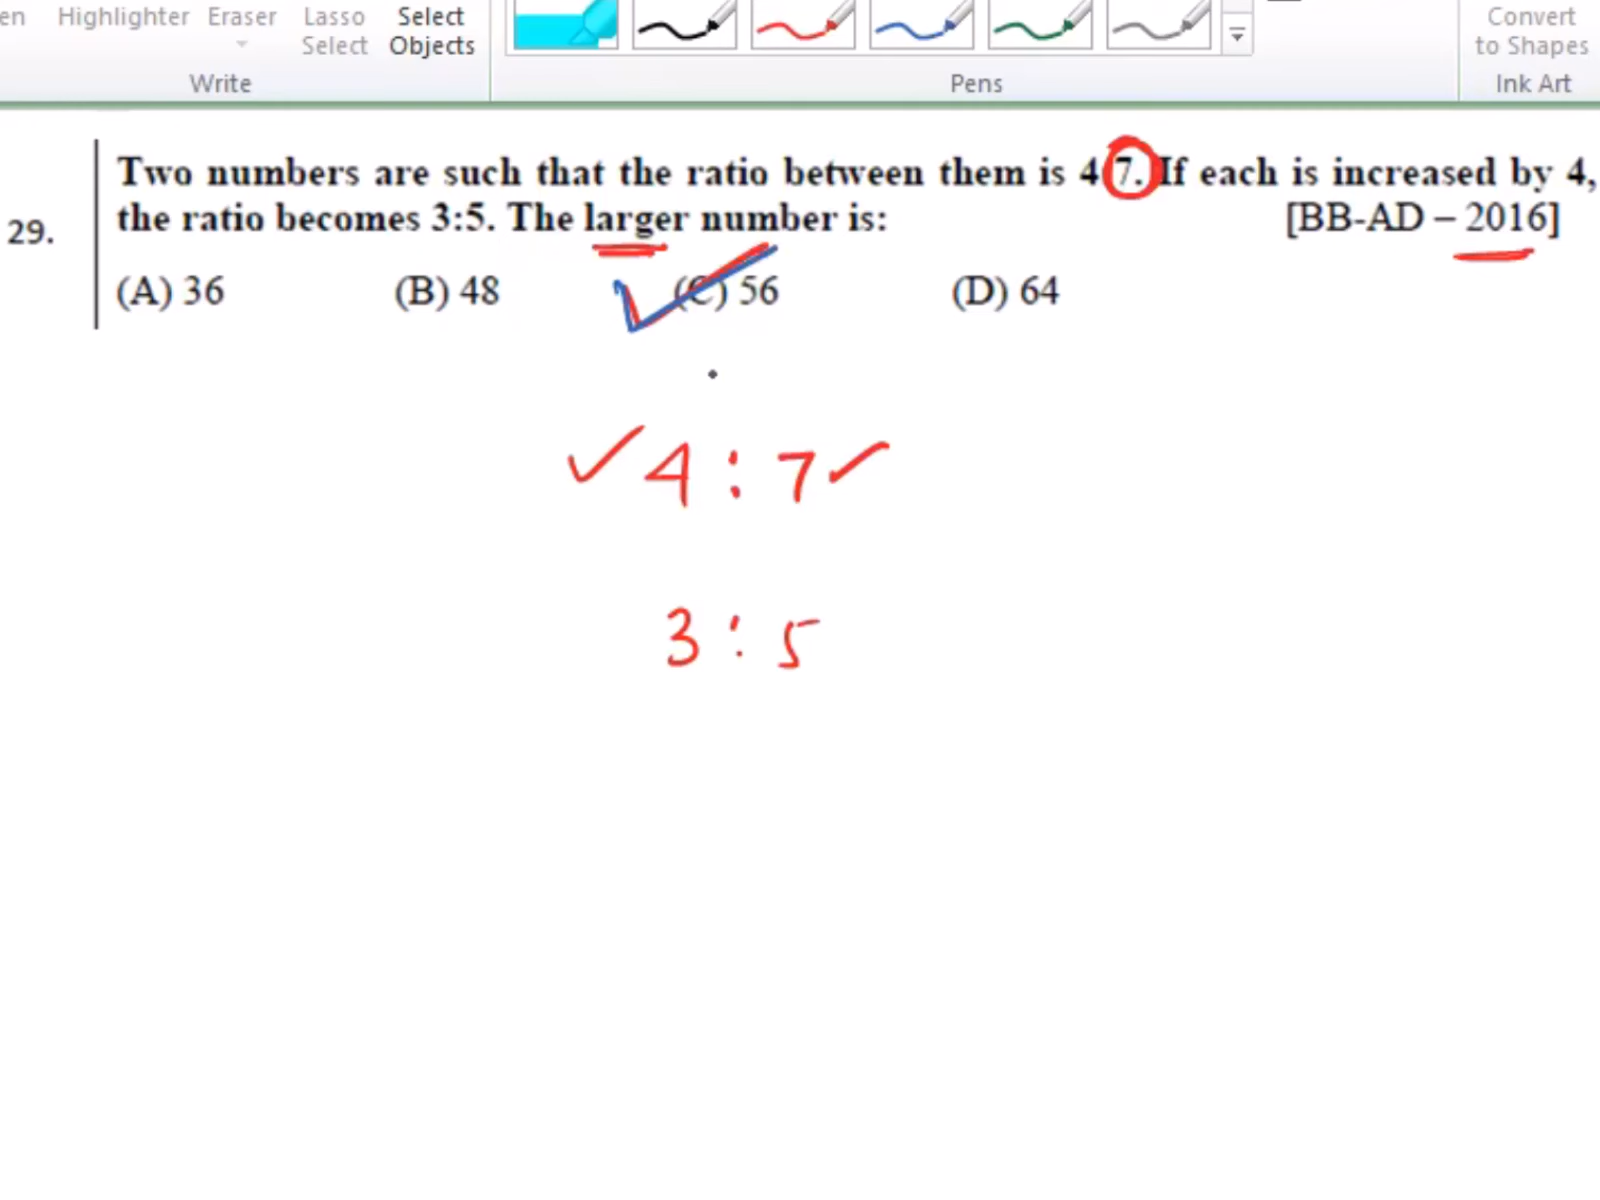 Highlighter Eraser Lasso Select Select Objects
Convert to Shapes
Write
Pens
Ink Art
29.
Two numbers are such that the ratio between them is 4 7. If each is increased by 4,
the ratio becomes 3:5. The larger number is: [BB-AD – 2016]
(A) 36 (B) 48 (C) 56 (D) 64
4 : 7
3 : 5